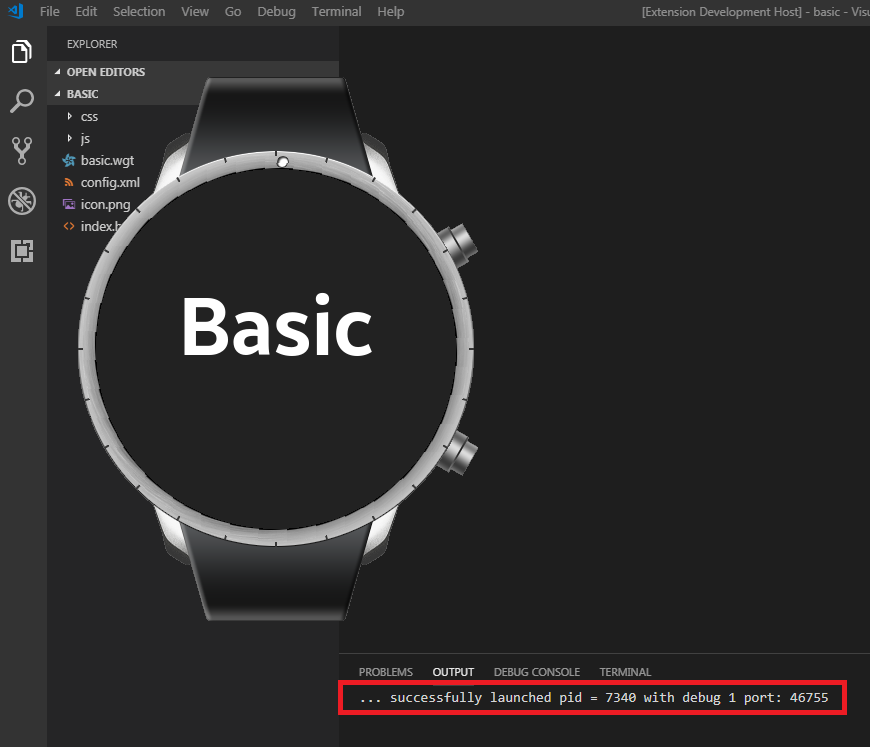 File Edit Selection View Go Debug Terminal Help [Extension Development Host] - basic - Visu
EXPLORER
OPEN EDITORS
BASIC
css
js
basic.wgt
config.xml
icon.png
index.h
Basic
PROBLEMS OUTPUT DEBUG CONSOLE TERMINAL
... successfully launched pid = 7340 with debug 1 port: 46755